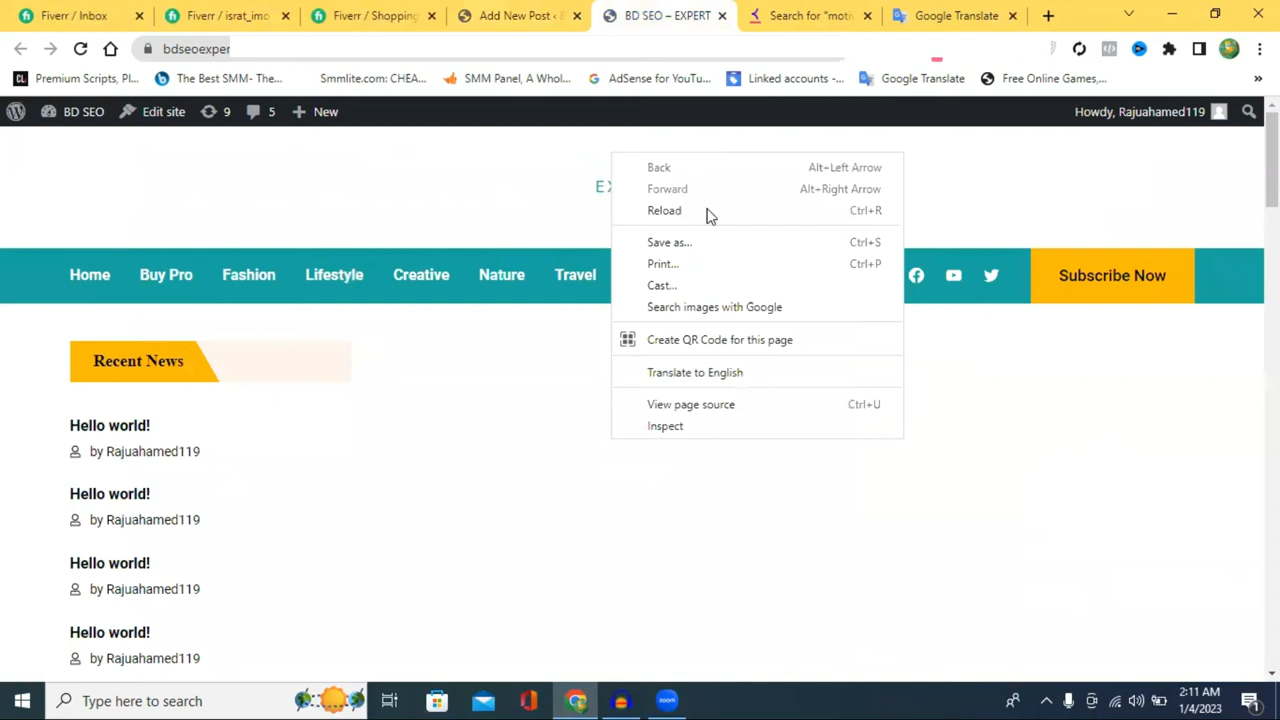 Fiverr / Inbox
Fiverr / israt_imo
Fiverr / Shopping
Add New Post ‹
BD SEO – EXPERT
Search for "moti
Google Translate
bdseoexper
Premium Scripts, Pl...
The Best SMM- The...
Smmlite.com: CHEA...
SMM Panel, A Whol...
AdSense for YouTu...
Linked accounts -...
Google Translate
Free Online Games,...
»
BD SEO
Edit site
9
5
New
Howdy, Rajuahamed119
Back Alt+Left Arrow
Forward Alt+Right Arrow
Reload Ctrl+R
Save as... Ctrl+S
Print... Ctrl+P
Cast...
Search images with Google
Create QR Code for this page
Translate to English
View page source Ctrl+U
Inspect
Home Buy Pro Fashion Lifestyle Creative Nature Travel
Subscribe Now
Recent News
Hello world!
by Rajuahamed119
Hello world!
by Rajuahamed119
Hello world!
by Rajuahamed119
Hello world!
by Rajuahamed119
Type here to search
zoom
2:11 AM
1/4/2023
1